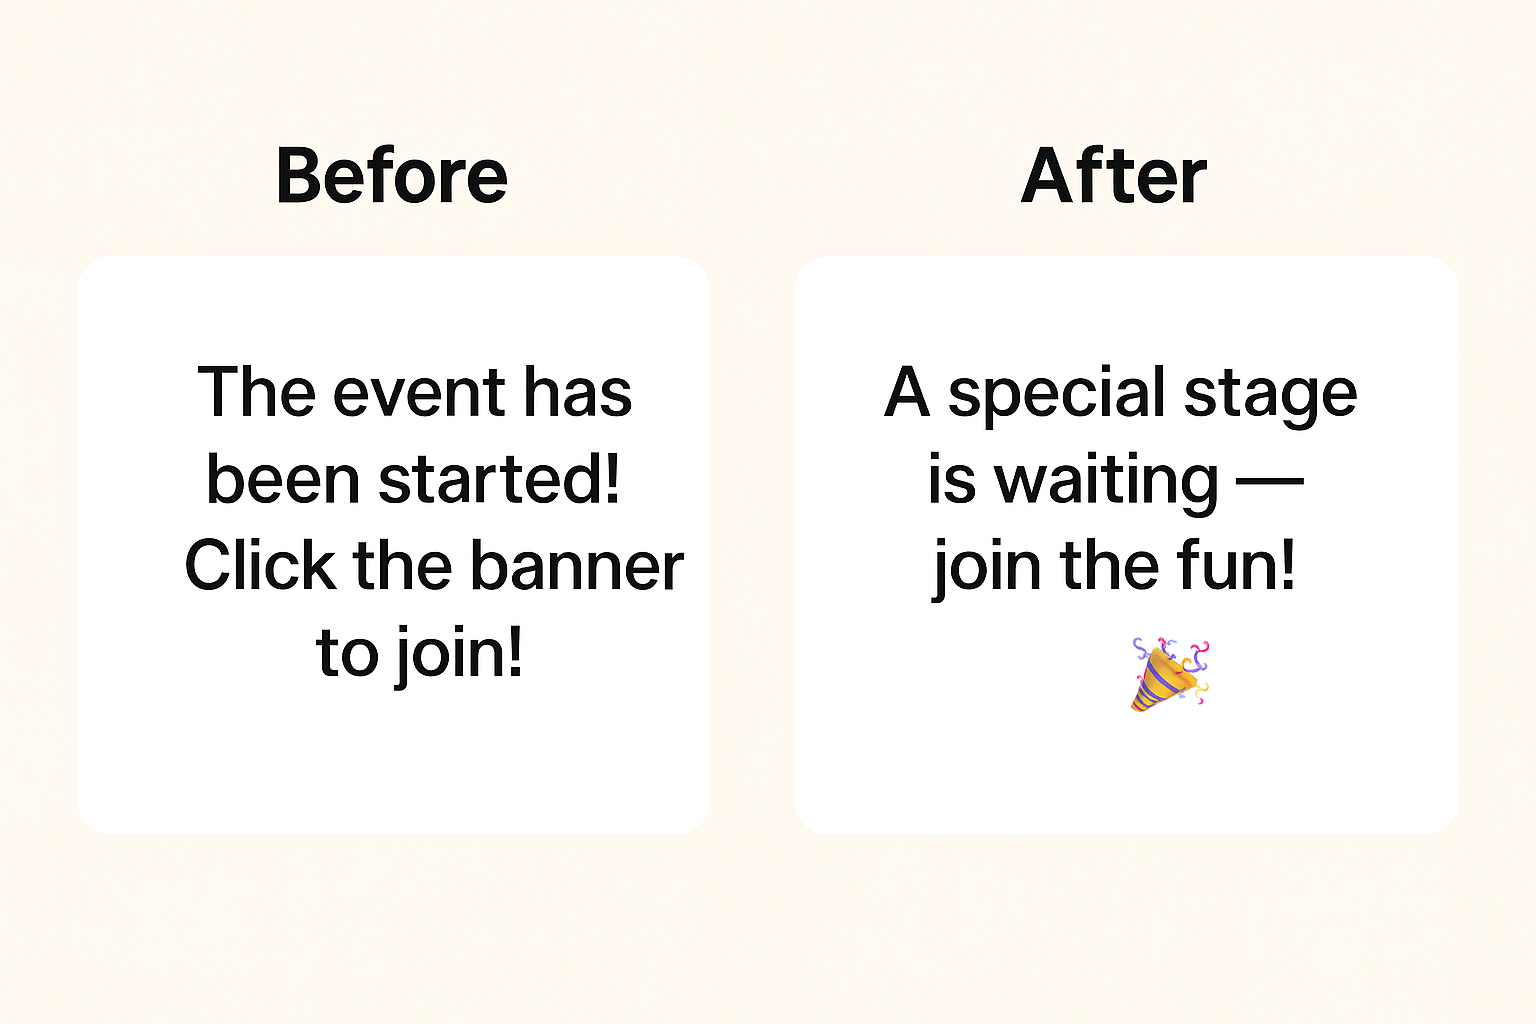 Before
The event has
been started!
Click the banner
to join!
After
A special stage
is waiting —
join the fun!